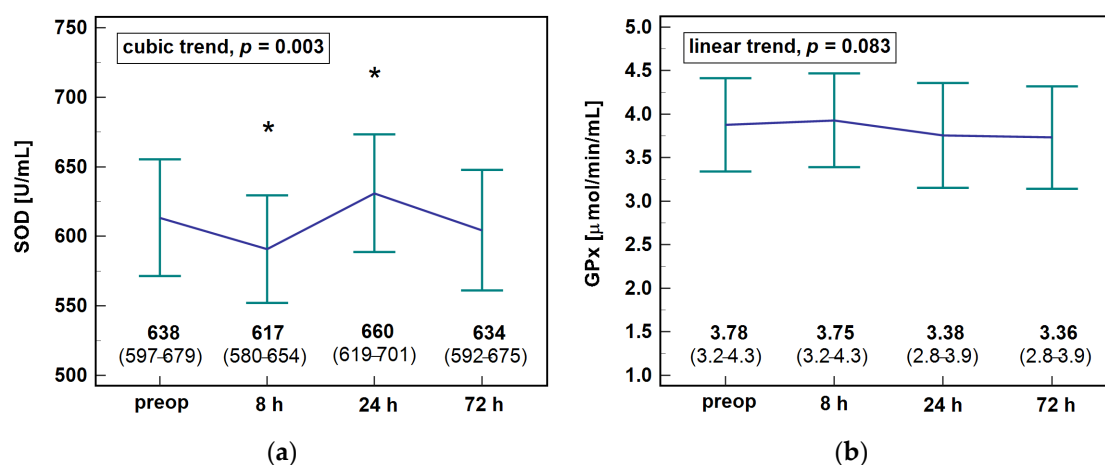 750
700
650
600
550
500
SOD [U/mL]
cubic trend, p = 0.003
*
*
638 617 660 634
(597-679) (580-654) (619-701) (592-675)
preop 8 h 24 h 72 h
(a)
5.0
4.5
4.0
3.5
3.0
2.5
2.0
1.5
1.0
GPx [μmol/min/mL]
linear trend, p = 0.083
3.78 3.75 3.38 3.36
(3.2-4.3) (3.2-4.3) (2.8-3.9) (2.8-3.9)
preop 8 h 24 h 72 h
(b)